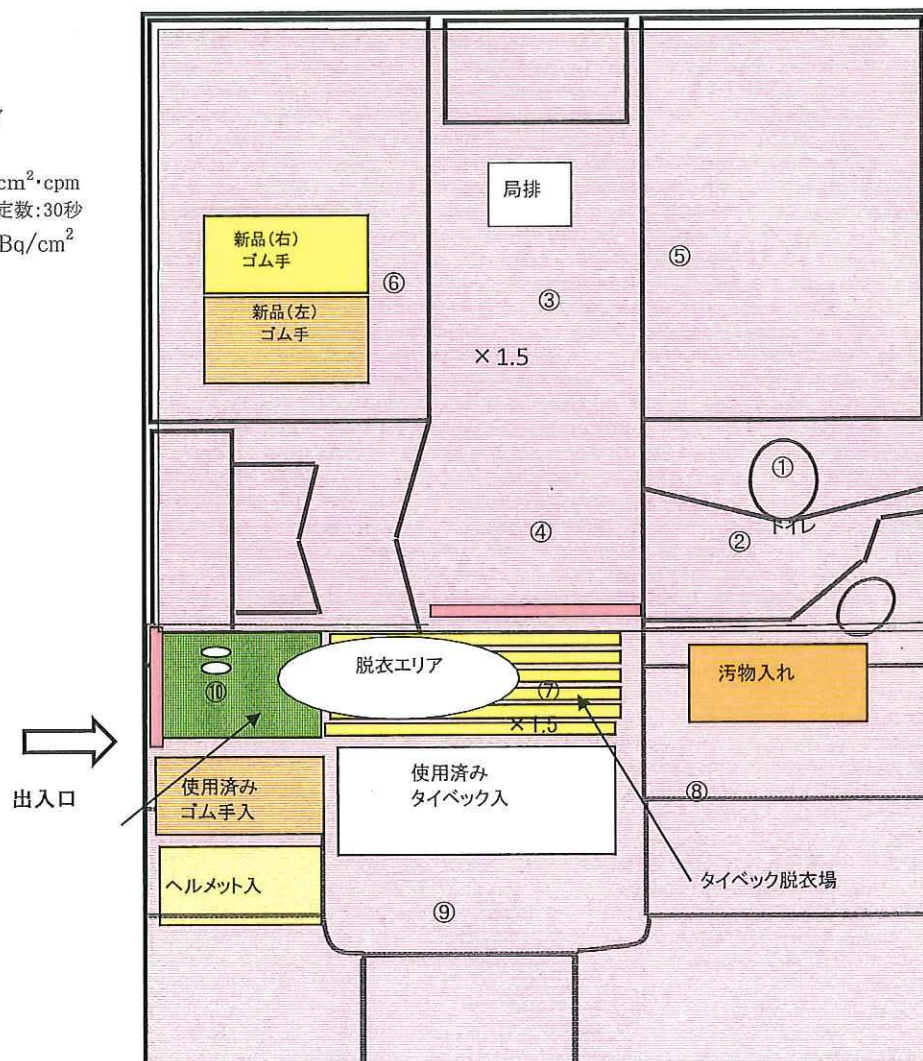 cm²・cpm
定数:30秒
Bq/cm²
局排
新品(右)
ゴム手
⑥
新品(左)
ゴム手
③
⑤
×1.5
①
トイレ
④
②
脱衣エリア
⑦
×1.5
⑩
汚物入れ
出入口
使用済み
ゴム手入
使用済み
タイベック入
⑧
ヘルメット入
タイベック脱衣場
⑨